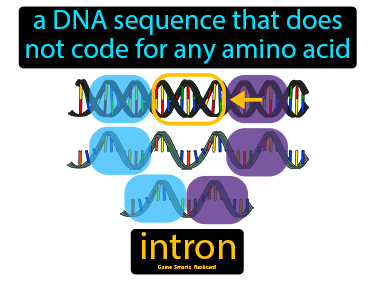 a DNA sequence that does
not code for any amino acid
intron
Game Smartz flashcard